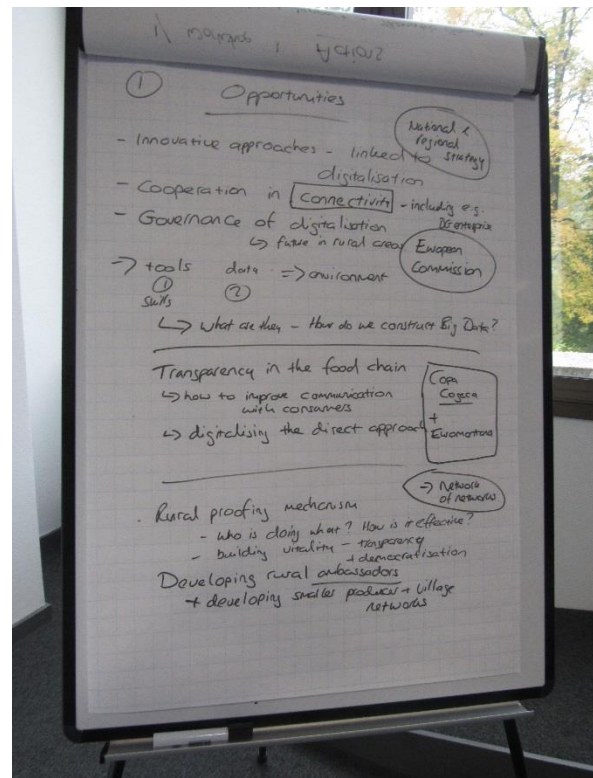 ①
Opportunities
National &
regional
strategy
- Innovative approaches - linked to
digitalisation
- Cooperation in connectivity - including e.g.
DG enterprise
- Governance of digitalisation
↳ future in rural areas
European
Commission
-> tools data => environment
① ②
skills
↳ what are they - How do we construct Big Data?
Transparency in the food chain
↳ how to improve communication
with consumers
↳ digitalising the direct approach
Copa
Cogeca
+
Euromontana
-> Network
of networks
Rural proofing mechanism
- who is doing what? How is it effective?
- building vitality - transparency
+ democratisation
Developing rural ambassadors
+ developing smaller producer + village
networks